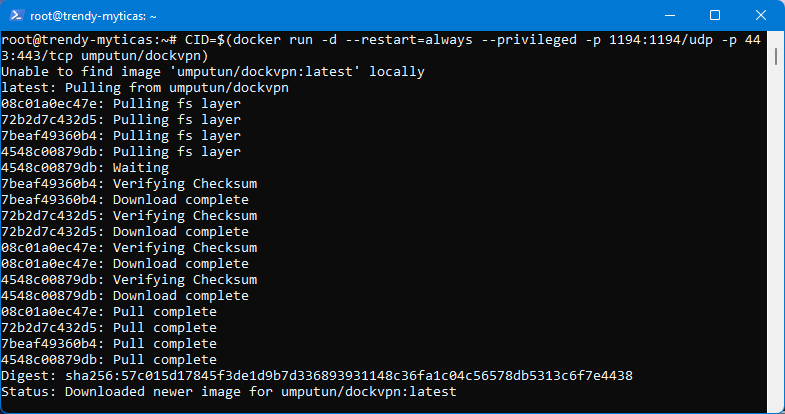 root@trendy-myticas: ~
root@trendy-myticas:~# CID=$(docker run -d --restart=always --privileged -p 1194:1194/udp -p 44
3:443/tcp umputun/dockvpn)
Unable to find image 'umputun/dockvpn:latest' locally
latest: Pulling from umputun/dockvpn
08c01a0ec47e: Pulling fs layer
72b2d7c432d5: Pulling fs layer
7beaf49360b4: Pulling fs layer
4548c00879db: Pulling fs layer
4548c00879db: Waiting
7beaf49360b4: Verifying Checksum
7beaf49360b4: Download complete
72b2d7c432d5: Verifying Checksum
72b2d7c432d5: Download complete
08c01a0ec47e: Verifying Checksum
08c01a0ec47e: Download complete
4548c00879db: Verifying Checksum
4548c00879db: Download complete
08c01a0ec47e: Pull complete
72b2d7c432d5: Pull complete
7beaf49360b4: Pull complete
4548c00879db: Pull complete
Digest: sha256:57c015d17845f3de1d9b7d336893931148c36fa1c04c56578db5313c6f7e4438
Status: Downloaded newer image for umputun/dockvpn:latest